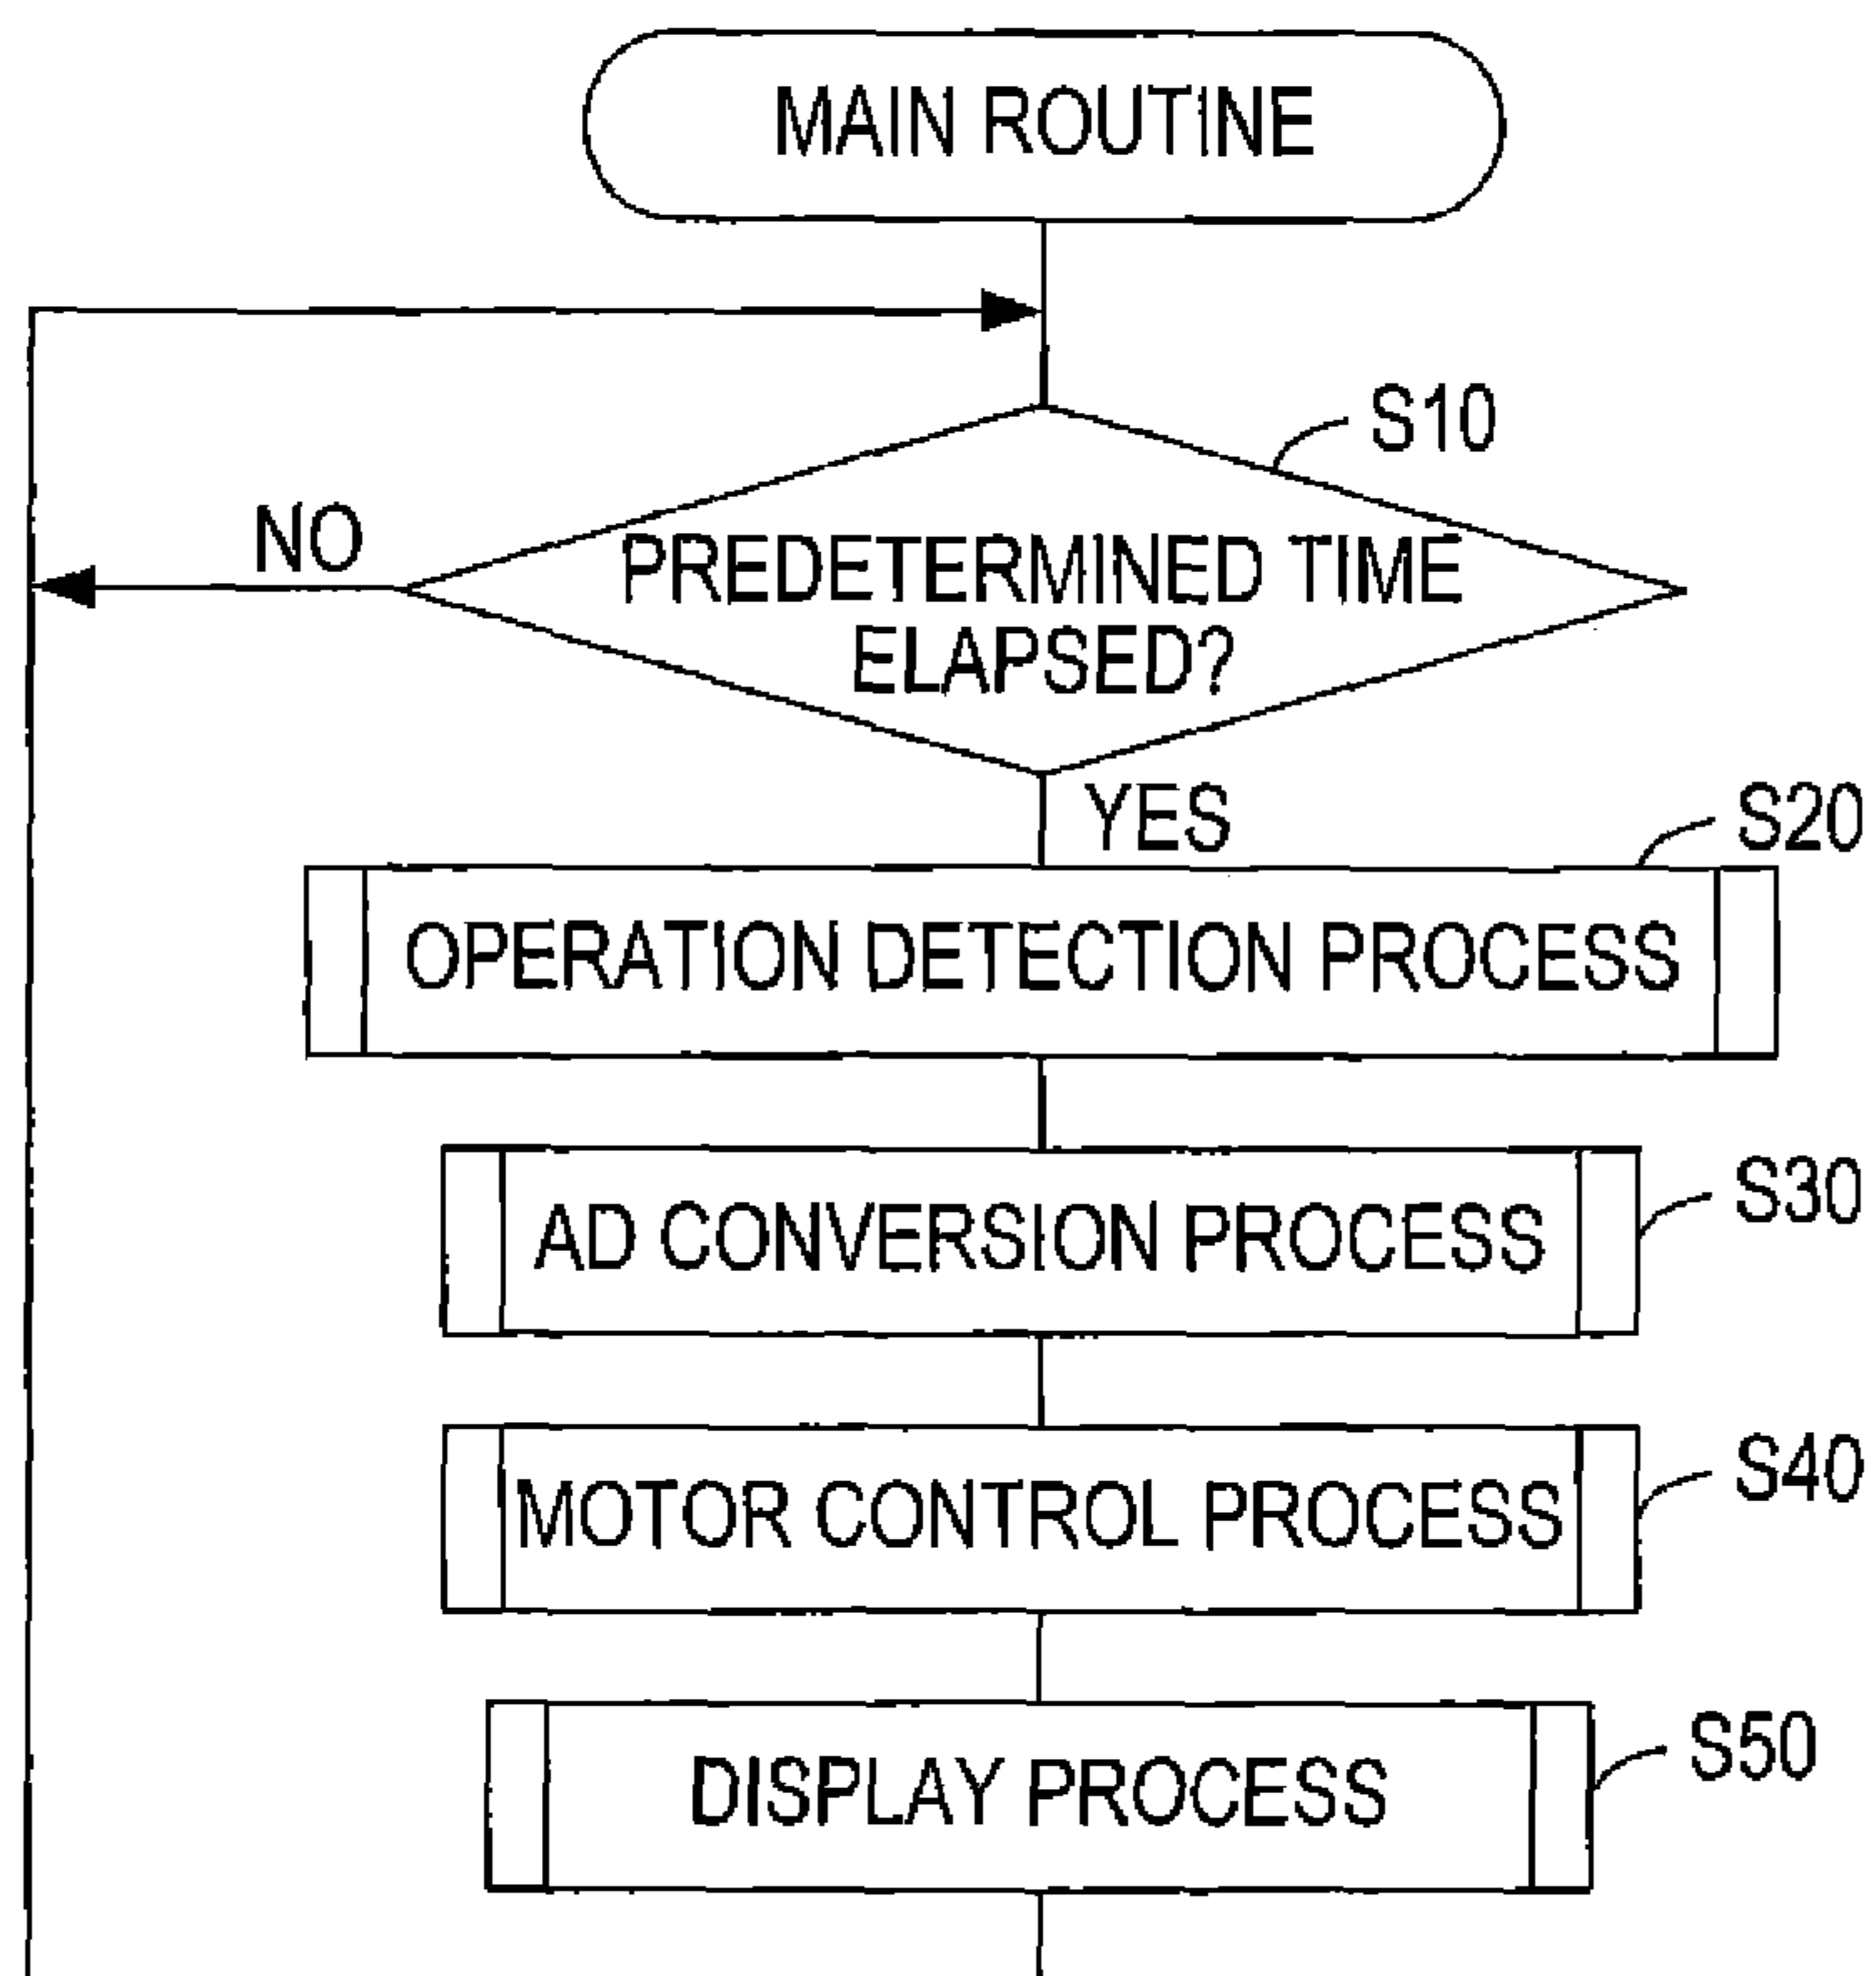 MAIN ROUTINE
S10
NO
PREDETERMINED TIME
ELAPSED?
YES
S20
OPERATION DETECTION PROCESS
S30
AD CONVERSION PROCESS
S40
MOTOR CONTROL PROCESS
S50
DISPLAY PROCESS